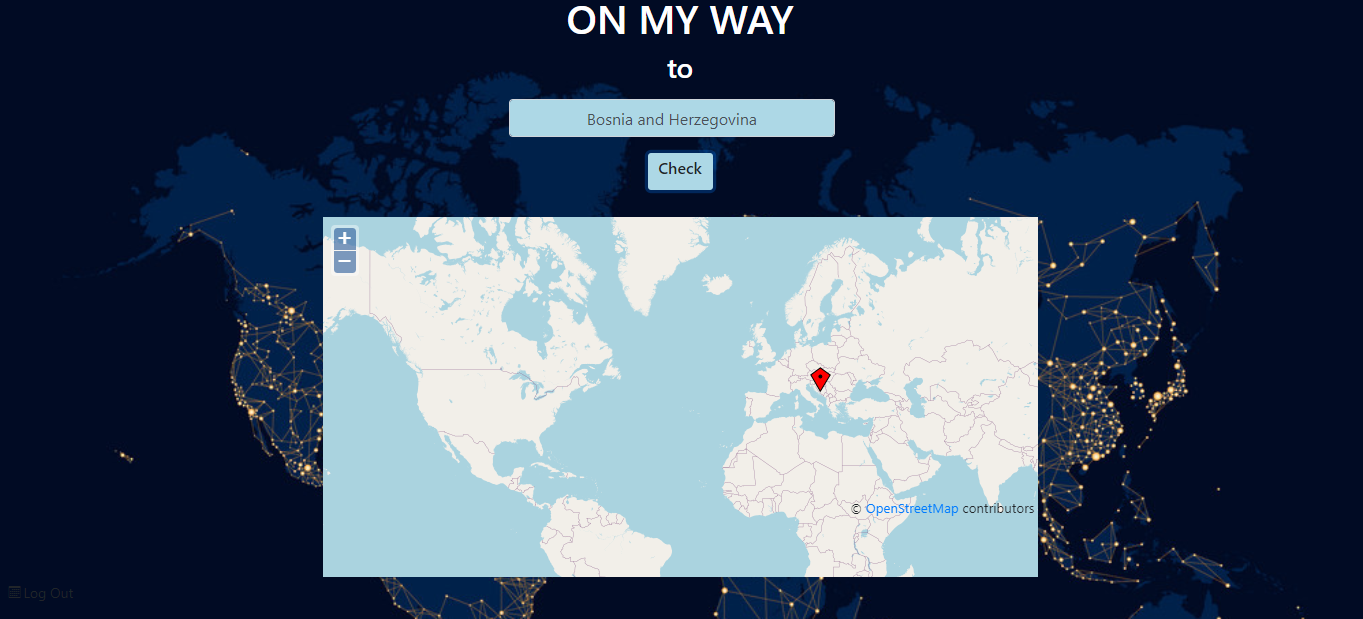 ON MY WAY
to
Bosnia and Herzegovina
Check
+
−
© OpenStreetMap contributors
Log Out